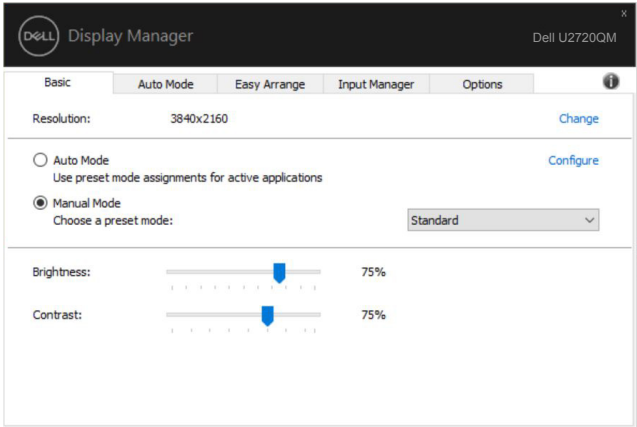 x
DELL Display Manager
Dell U2720QM
Basic Auto Mode Easy Arrange Input Manager Options i
Resolution: 3840x2160 Change
Auto Mode Configure
Use preset mode assignments for active applications
Manual Mode
Choose a preset mode: Standard
Brightness: 75%
Contrast: 75%